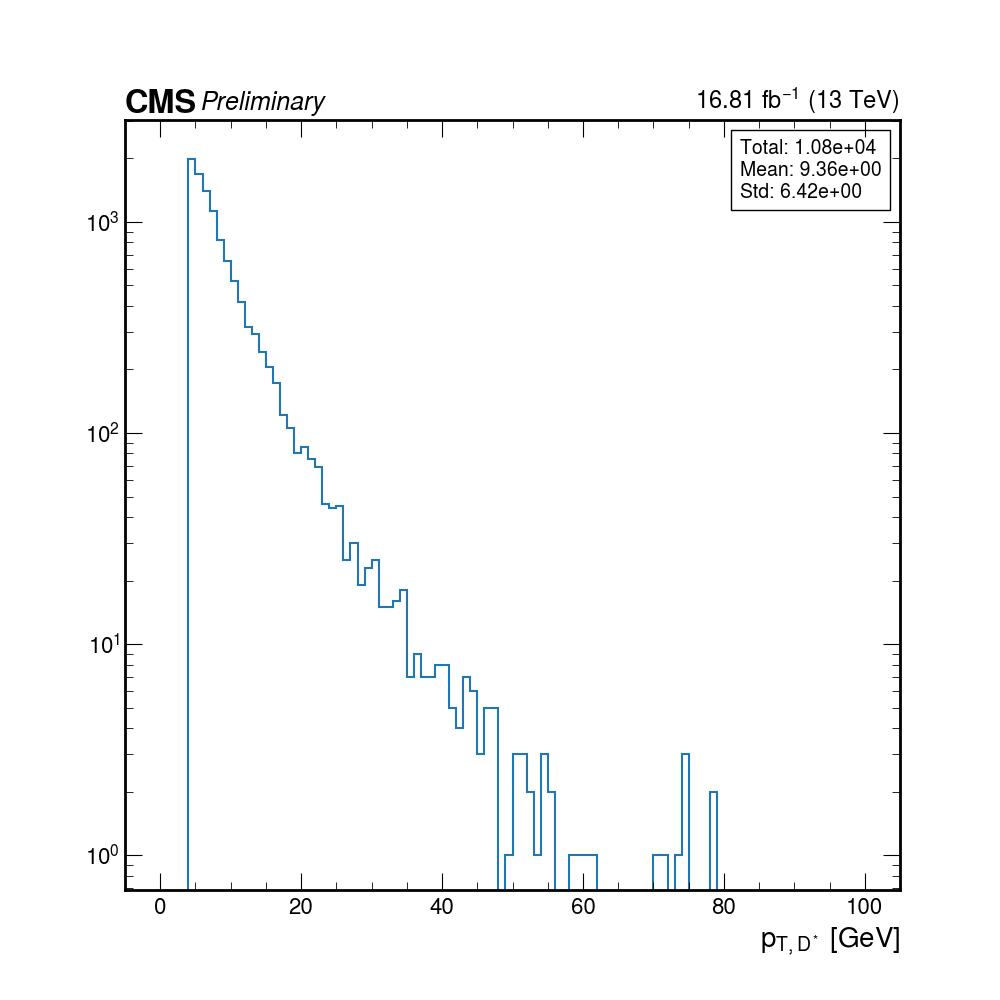 CMS Preliminary 16.81 fb⁻¹ (13 TeV)
Total: 1.08e+04
Mean: 9.36e+00
Std: 6.42e+00
10³
10²
10¹
10⁰
0 20 40 60 80 100
p_{T, D*} [GeV]